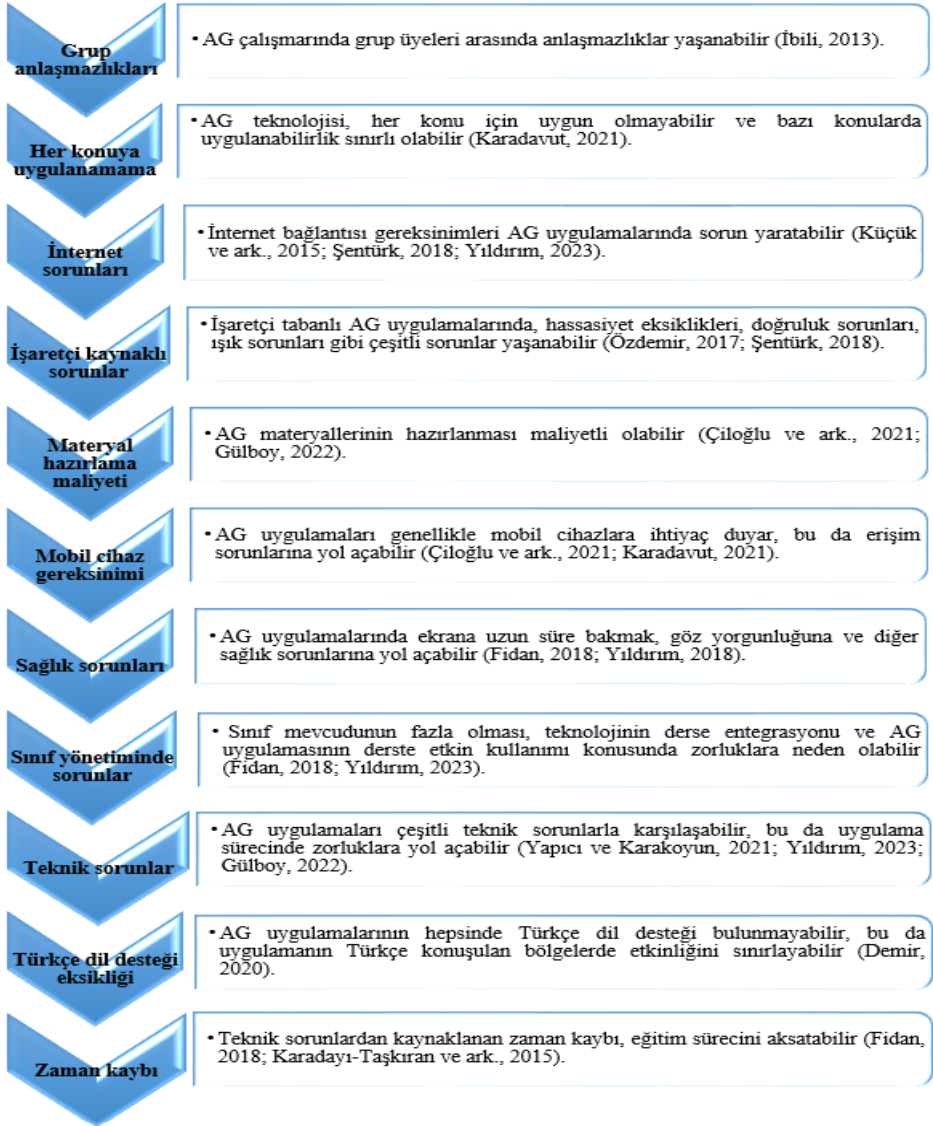 Grup
anlaşmazlıkları
• AG çalışmarında grup üyeleri arasında anlaşmazlıklar yaşanabilir (İbili, 2013).
Her konuya
uygulanamama
• AG teknolojisi, her konu için uygun olmayabilir ve bazı konularda
uygulanabilirlik sınırlı olabilir (Karadavut, 2021).
İnternet
sorunları
• İnternet bağlantısı gereksinimleri AG uygulamalarında sorun yaratabilir (Küçük
ve ark., 2015; Şentürk, 2018; Yıldırım, 2023).
İşaretçi kaynaklı
sorunlar
• İşaretçi tabanlı AG uygulamalarında, hassasiyet eksiklikleri, doğruluk sorunları,
ışık sorunları gibi çeşitli sorunlar yaşanabilir (Özdemir, 2017; Şentürk, 2018).
Materyal
hazırlama
maliyeti
• AG materyallerinin hazırlanması maliyetli olabilir (Çiloğlu ve ark., 2021;
Gülboy, 2022).
Mobil cihaz
gereksinimi
• AG uygulamaları genellikle mobil cihazlara ihtiyaç duyar, bu da erişim
sorunlarına yol açabilir (Çiloğlu ve ark., 2021; Karadavut, 2021).
Sağlık sorunları
• AG uygulamalarında ekrana uzun süre bakmak, göz yorgunluğuna ve diğer
sağlık sorunlarına yol açabilir (Fidan, 2018; Yıldırım, 2018).
Sınıf yönetiminde
sorunlar
• Sınıf mevcudunun fazla olması, teknolojinin derse entegrasyonu ve AG
uygulamasının derste etkin kullanımı konusunda zorluklara neden olabilir
(Fidan, 2018; Yıldırım, 2023).
Teknik sorunlar
• AG uygulamaları çeşitli teknik sorunlarla karşılaşabilir, bu da uygulama
sürecinde zorluklara yol açabilir (Yapıcı ve Karakoyun, 2021; Yıldırım, 2023;
Gülboy, 2022).
Türkçe dil desteği
eksikliği
• AG uygulamalarının hepsinde Türkçe dil desteği bulunmayabilir, bu da
uygulamanın Türkçe konuşulan bölgelerde etkinliğini sınırlayabilir (Demir,
2020).
Zaman kaybı
• Teknik sorunlardan kaynaklanan zaman kaybı, eğitim sürecini aksatabilir (Fidan,
2018; Karadayı-Taşkıran ve ark., 2015).